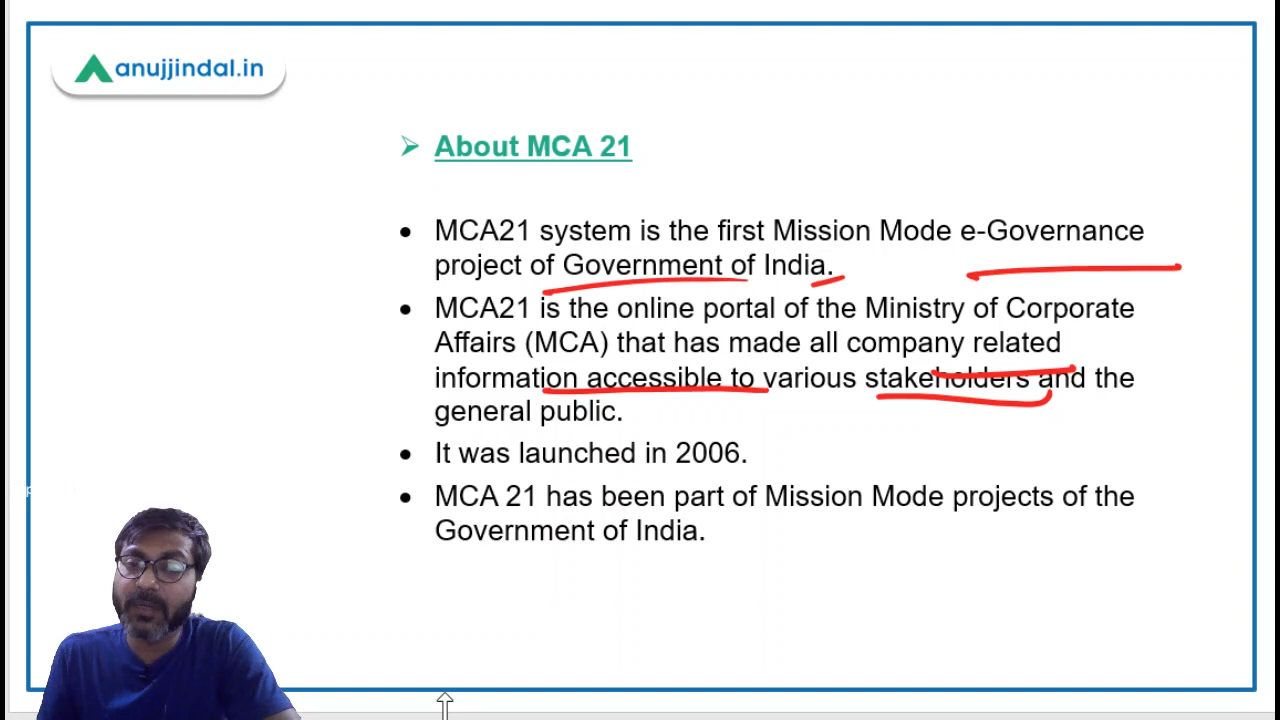 anujjindal.in
About MCA 21
MCA21 system is the first Mission Mode e-Governance
project of Government of India.
MCA21 is the online portal of the Ministry of Corporate
Affairs (MCA) that has made all company related
information accessible to various stakeholders and the
general public.
It was launched in 2006.
MCA 21 has been part of Mission Mode projects of the
Government of India.